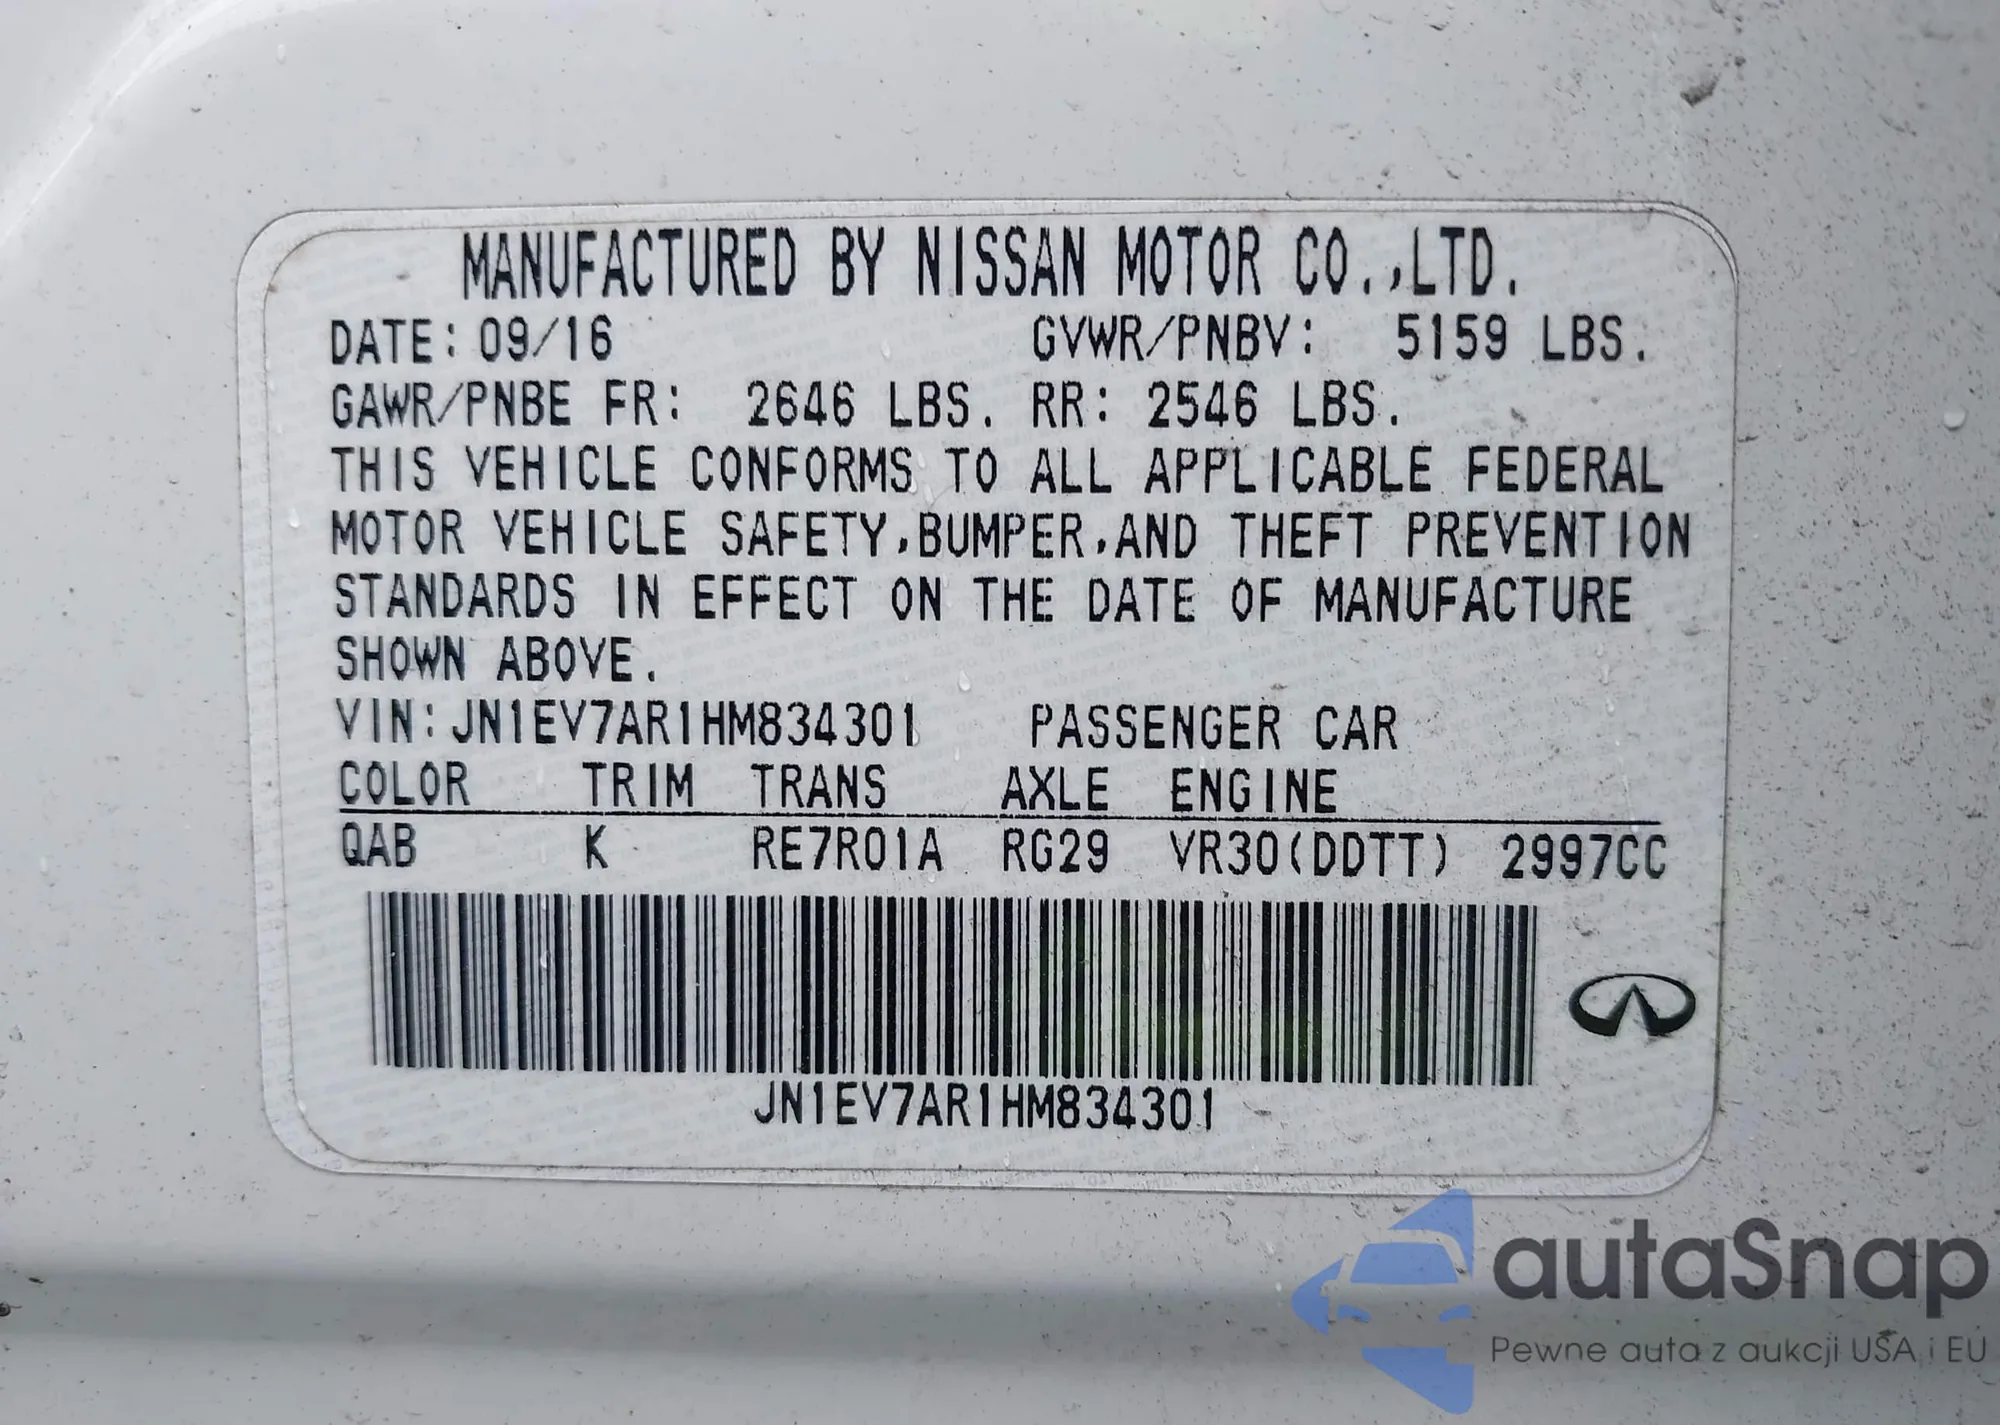 MANUFACTURED BY NISSAN MOTOR CO.,LTD.
DATE: 09/16 GVWR/PNBV: 5159 LBS.
GAWR/PNBE FR: 2646 LBS. RR: 2546 LBS.
THIS VEHICLE CONFORMS TO ALL APPLICABLE FEDERAL
MOTOR VEHICLE SAFETY,BUMPER,AND THEFT PREVENTION
STANDARDS IN EFFECT ON THE DATE OF MANUFACTURE
SHOWN ABOVE.
VIN:JN1EV7AR1HM834301 PASSENGER CAR
COLOR TRIM TRANS AXLE ENGINE
QAB K RE7R01A RG29 VR30(DDTT) 2997CC
JN1EV7AR1HM834301
autaSnap
Pewne auta z aukcji USA i EU